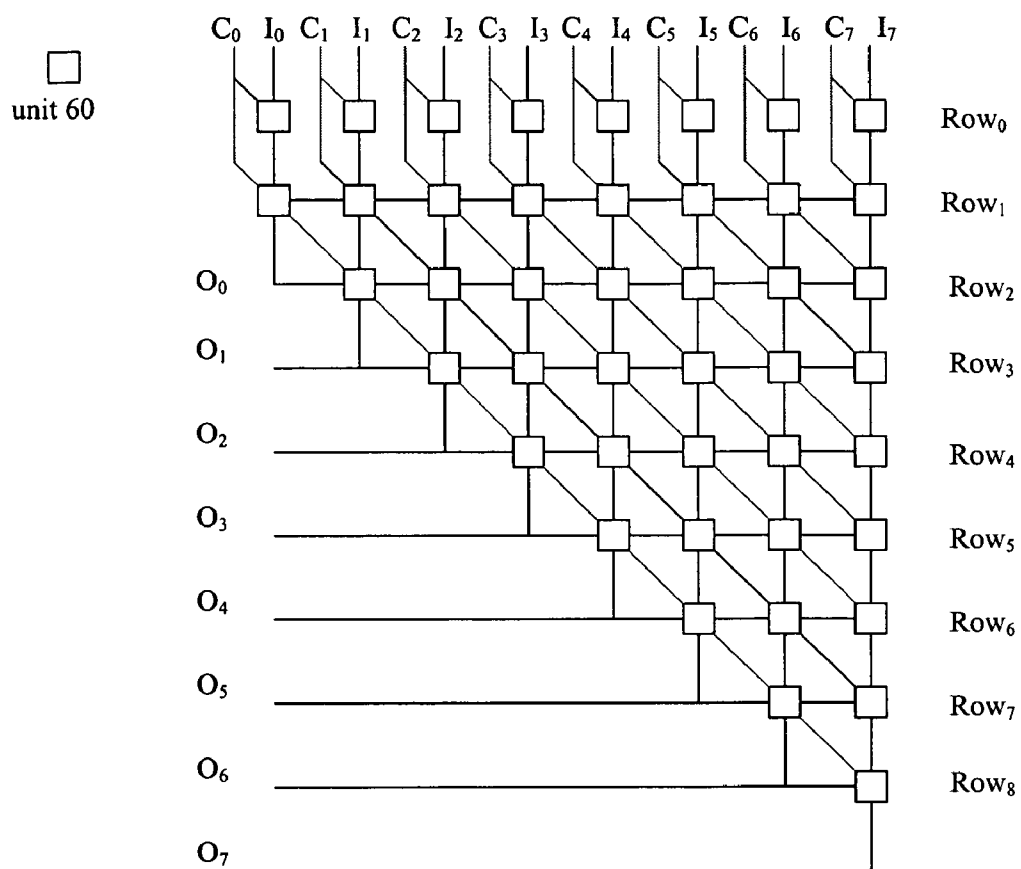 C₀ I₀ C₁ I₁ C₂ I₂ C₃ I₃ C₄ I₄ C₅ I₅ C₆ I₆ C₇ I₇
unit 60
Row₀
Row₁
O₀ Row₂
O₁ Row₃
O₂ Row₄
O₃ Row₅
O₄ Row₆
O₅ Row₇
O₆ Row₈
O₇